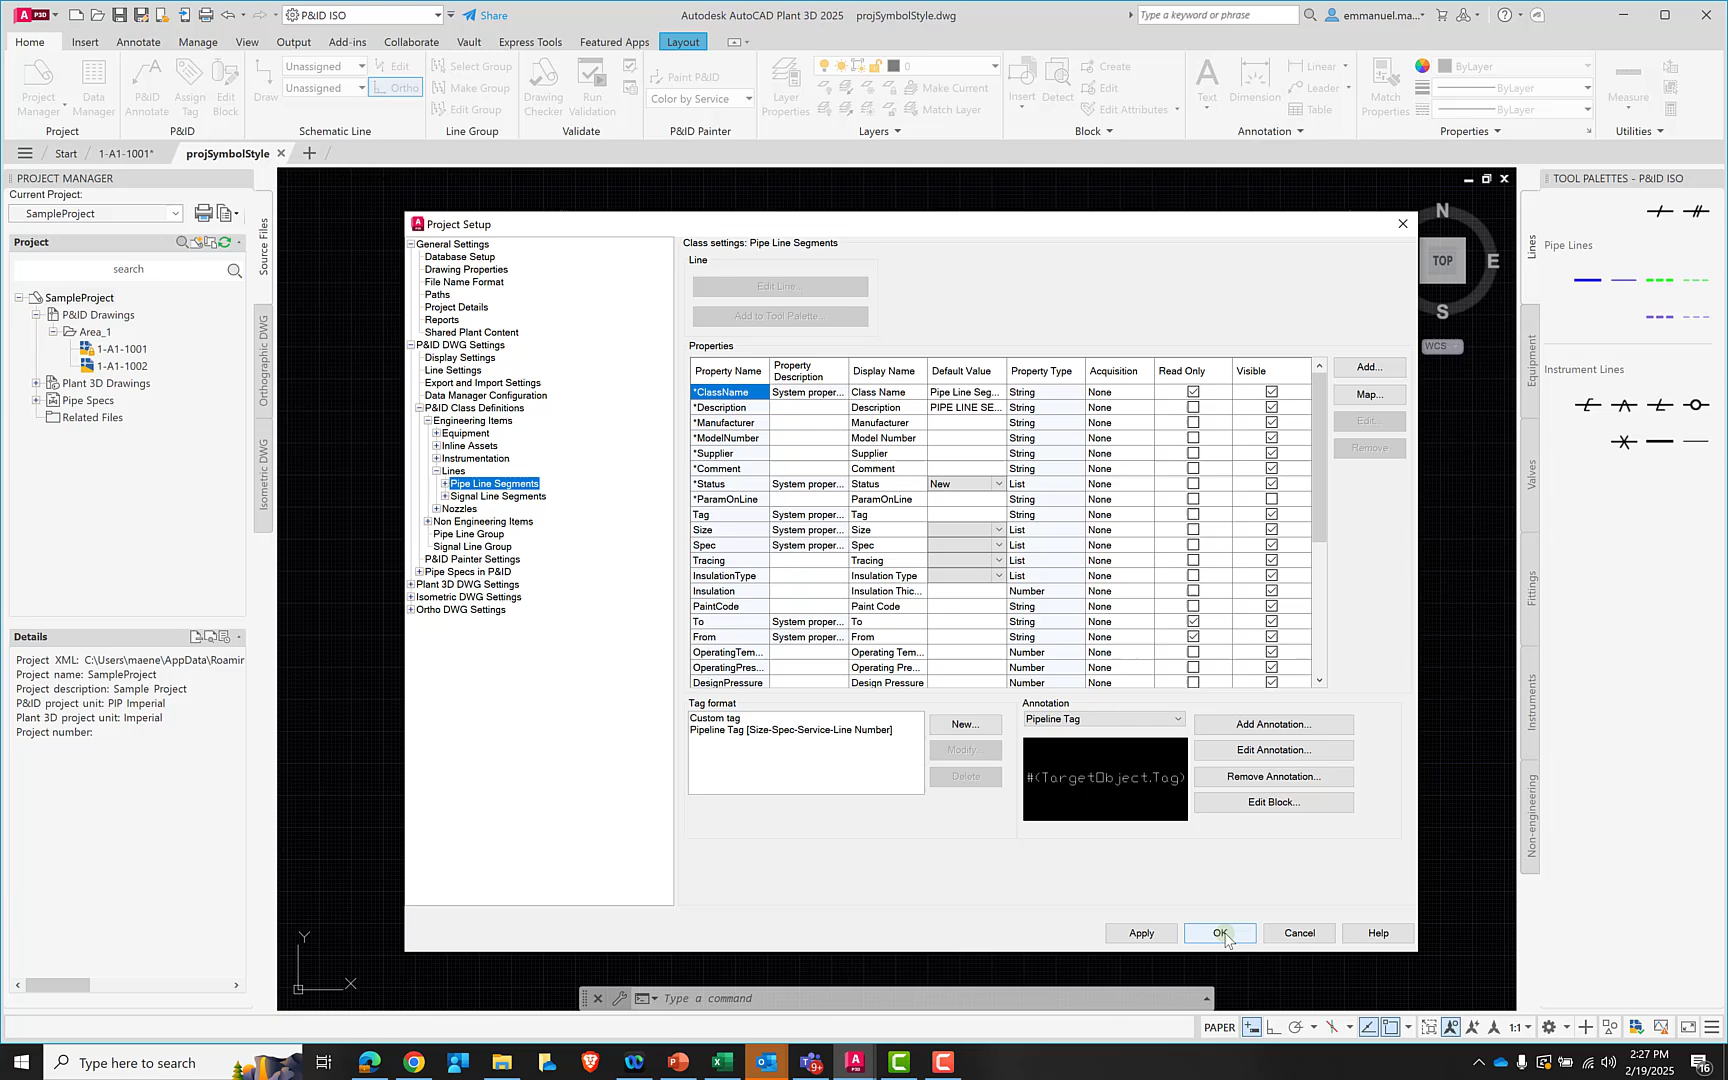 P&ID ISO
Share
Autodesk AutoCAD Plant 3D 2025 projSymbolStyle.dwg
Type a keyword or phrase
emmanuel.ma...
Home Insert Annotate Manage View Output Add-ins Collaborate Vault Express Tools Featured Apps Layout
Project Manager
Data Manager
Project
P&ID Annotate
Assign Tag
Edit Block
P&ID
Draw
Unassigned
Unassigned
Edit
Ortho
Schematic Line
Select Group
Make Group
Edit Group
Line Group
Drawing Checker
Run Validation
Validate
Paint P&ID
Color by Service
P&ID Painter
Layer Properties
0
Make Current
Match Layer
Layers
Insert
Detect
Create
Edit
Edit Attributes
Block
Text
Dimension
Linear
Leader
Table
Annotation
Match Properties
ByLayer
ByLayer
ByLayer
Properties
Measure
Utilities
Start 1-A1-1001* projSymbolStyle
PROJECT MANAGER
Current Project:
SampleProject
Project
search
SampleProject
P&ID Drawings
Area_1
1-A1-1001
1-A1-1002
Plant 3D Drawings
Pipe Specs
Related Files
Source Files
Orthographic DWG
Isometric DWG
Details
Project XML: C:\Users\maene\AppData\Roamir
Project name: SampleProject
Project description: Sample Project
P&ID project unit: PIP Imperial
Plant 3D project unit: Imperial
Project number:
Project Setup
General Settings
Database Setup
Drawing Properties
File Name Format
Paths
Project Details
Reports
Shared Plant Content
P&ID DWG Settings
Display Settings
Line Settings
Export and Import Settings
Data Manager Configuration
P&ID Class Definitions
Engineering Items
Equipment
Inline Assets
Instrumentation
Lines
Pipe Line Segments
Signal Line Segments
Nozzles
Non Engineering Items
Pipe Line Group
Signal Line Group
P&ID Painter Settings
Pipe Specs in P&ID
Plant 3D DWG Settings
Isometric DWG Settings
Ortho DWG Settings
Class settings: Pipe Line Segments
Line
Edit Line...
Add to Tool Palette...
Properties
Property Name Property Description Display Name Default Value Property Type Acquisition Read Only Visible
*ClassName System proper... Class Name Pipe Line Seg... String None
*Description Description PIPE LINE SE... String None
*Manufacturer Manufacturer String None
*ModelNumber Model Number String None
*Supplier Supplier String None
*Comment Comment String None
*Status System proper... Status New List None
*ParamOnLine ParamOnLine String None
Tag System proper... Tag String None
Size System proper... Size List None
Spec System proper... Spec List None
Tracing Tracing List None
InsulationType Insulation Type List None
Insulation Insulation Thic... Number None
PaintCode Paint Code String None
To System proper... To String None
From System proper... From String None
OperatingTem... Operating Tem... Number None
OperatingPres... Operating Pre... Number None
DesignPressure Design Pressure Number None
Add...
Map...
Edit...
Remove
Tag format
Custom tag
Pipeline Tag [Size-Spec-Service-Line Number]
New...
Modify...
Delete
Annotation
Pipeline Tag
#(TargetObject.Tag)
Add Annotation...
Edit Annotation...
Remove Annotation...
Edit Block...
Apply OK Cancel Help
N
TOP
E
S
WCS
TOOL PALETTES - P&ID ISO
Pipe Lines
Instrument Lines
Lines
Equipment
Valves
Fittings
Instruments
Non-engineering
Y
X
Type a command
PAPER
1:1
Type here to search
2:27 PM
2/19/2025
16